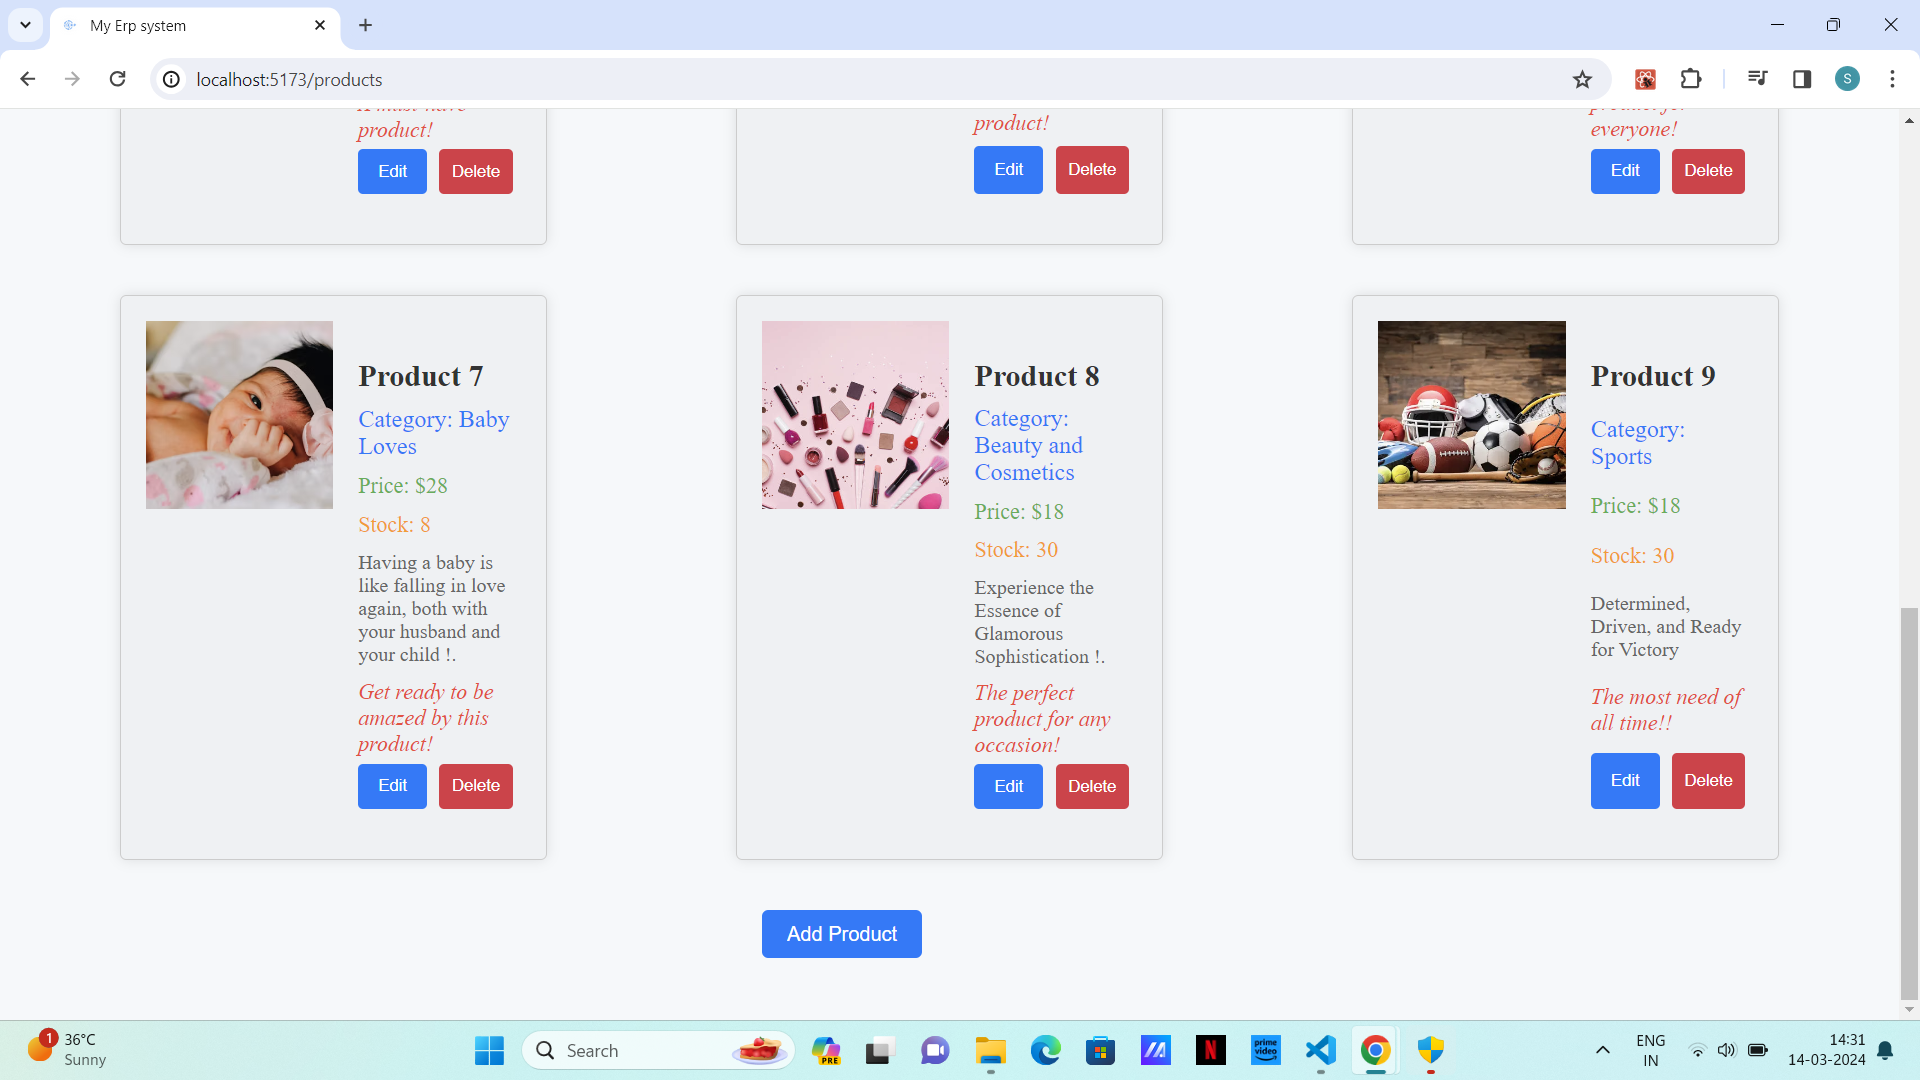 My Erp system
localhost:5173/products
S
product!
Edit Delete
product!
Edit Delete
everyone!
Edit Delete
Product 7
Category: Baby
Loves
Price: $28
Stock: 8
Having a baby is
like falling in love
again, both with
your husband and
your child !.
Get ready to be
amazed by this
product!
Edit Delete
Product 8
Category:
Beauty and
Cosmetics
Price: $18
Stock: 30
Experience the
Essence of
Glamorous
Sophistication !.
The perfect
product for any
occasion!
Edit Delete
Product 9
Category:
Sports
Price: $18
Stock: 30
Determined,
Driven, and Ready
for Victory
The most need of
all time!!
Edit Delete
Add Product
1
36°C
Sunny
Search
PRE
N
prime
video
ENG
IN
14:31
14-03-2024